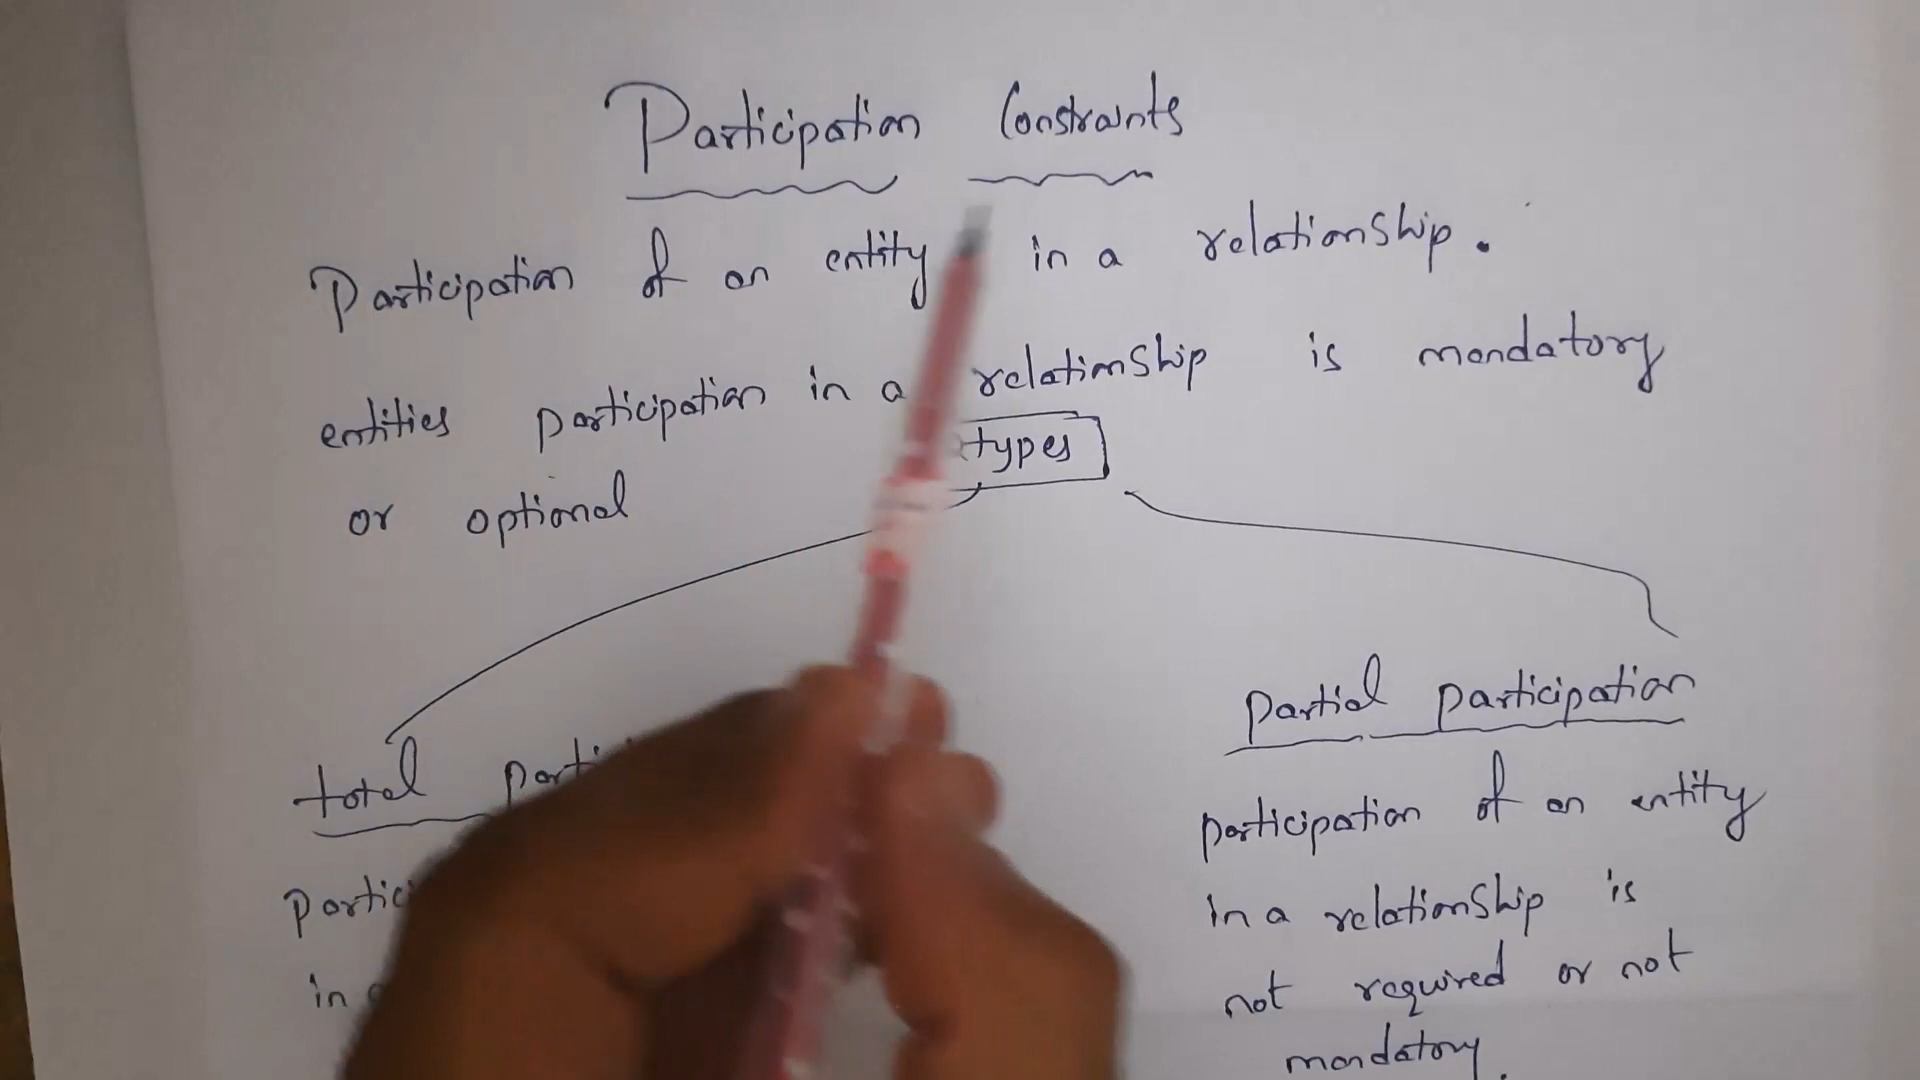 Participation Constraints
Participation of an entity in a relationship.
entities participation in a relationship is mandatory
or optional
types
total
Partial participation
participation of an entity
in a relationship is
not required or not
mandatory.
in